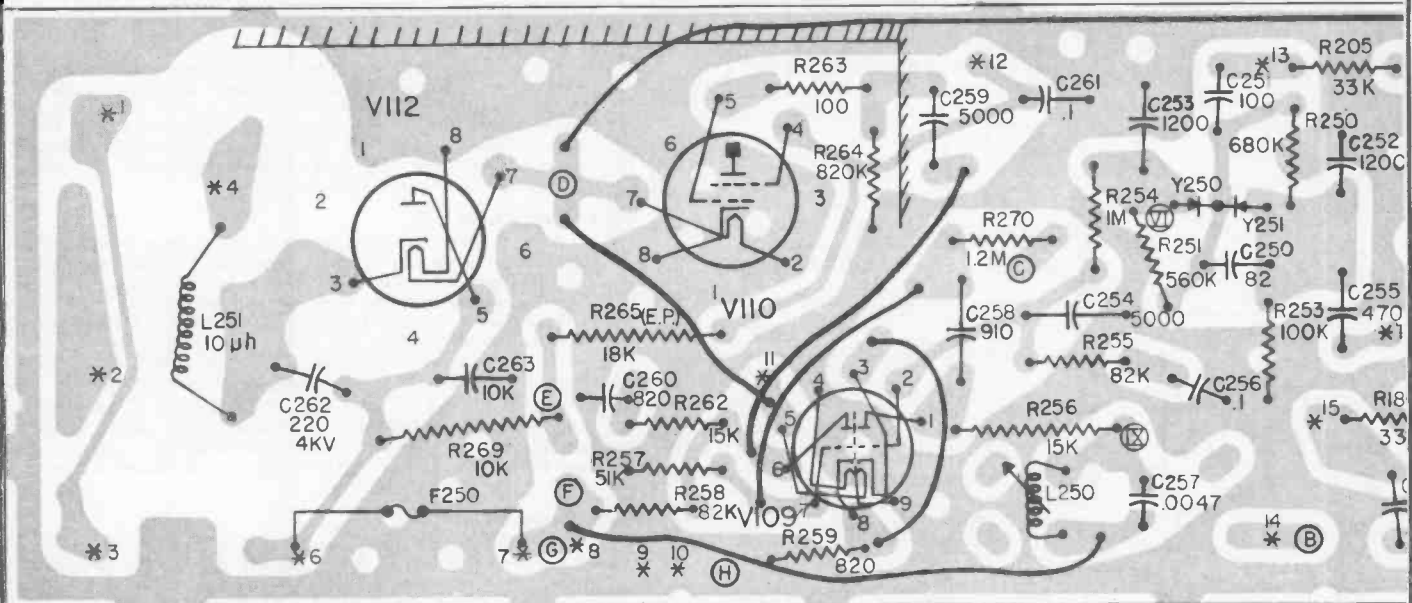 R205
33K
*13
*12
R263
100
C261
.1
C259
5000
C253
1200
C251
100
R250
680K
C252
1200
*1
V112
8
1
5
4
6
R264
820K
*4
2
7
D
7
3
R254
1M
VI
Y250
Y251
R270
1.2M
C
R251
560K
C250
82
3
6
8
2
5
4
1
V110
L251
10 µh
R265(E.P.)
18K
C258
910
C254
5000
R253
100K
C255
470
*1
R255
82K
*2
C263
10K
C260
820
11
*
3
4
2
C256
.1
C262
220
4KV
E
R262
15K
5
1
R256
15K
IX
*15
R18
33
R269
10K
R257
51K
6
F250
F
R258
82K
V109
7
8
9
L250
C257
.0047
C
*3
*6
7*
G
*8
9
*
10
*
H
R259
820
14
*
B